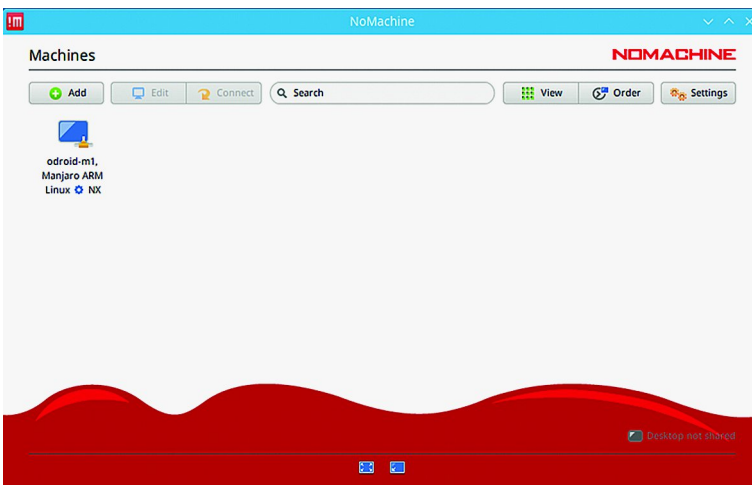 !m
NoMachine
Machines
NOMACHINE
Add Edit Connect Search View Order Settings
odroid-m1,
Manjaro ARM
Linux NX
Desktop not shared